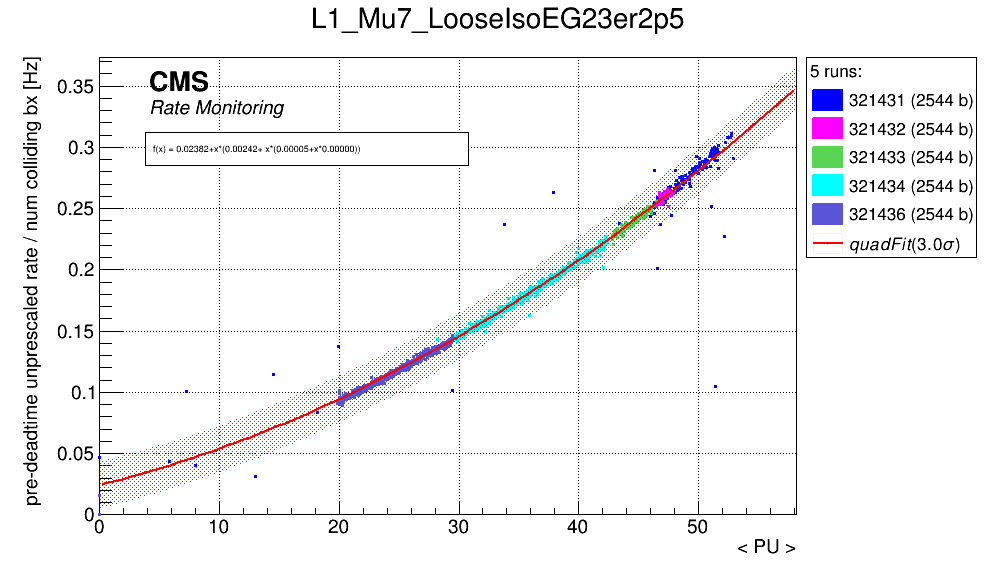 L1_Mu7_LooseIsoEG23er2p5
pre-deadtime unprescaled rate / num colliding bx [Hz]
CMS
Rate Monitoring
f(x) = 0.02382+x*(0.00242+ x*(0.00005+x*0.00000))
0.35
0.3
0.25
0.2
0.15
0.1
0.05
0
0 10 20 30 40 50
< PU >
5 runs:
321431 (2544 b)
321432 (2544 b)
321433 (2544 b)
321434 (2544 b)
321436 (2544 b)
quadFit(3.0σ)